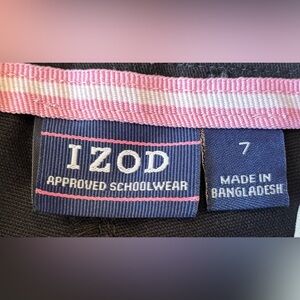 IZOD
APPROVED SCHOOLWEAR
7
MADE IN
BANGLADESH